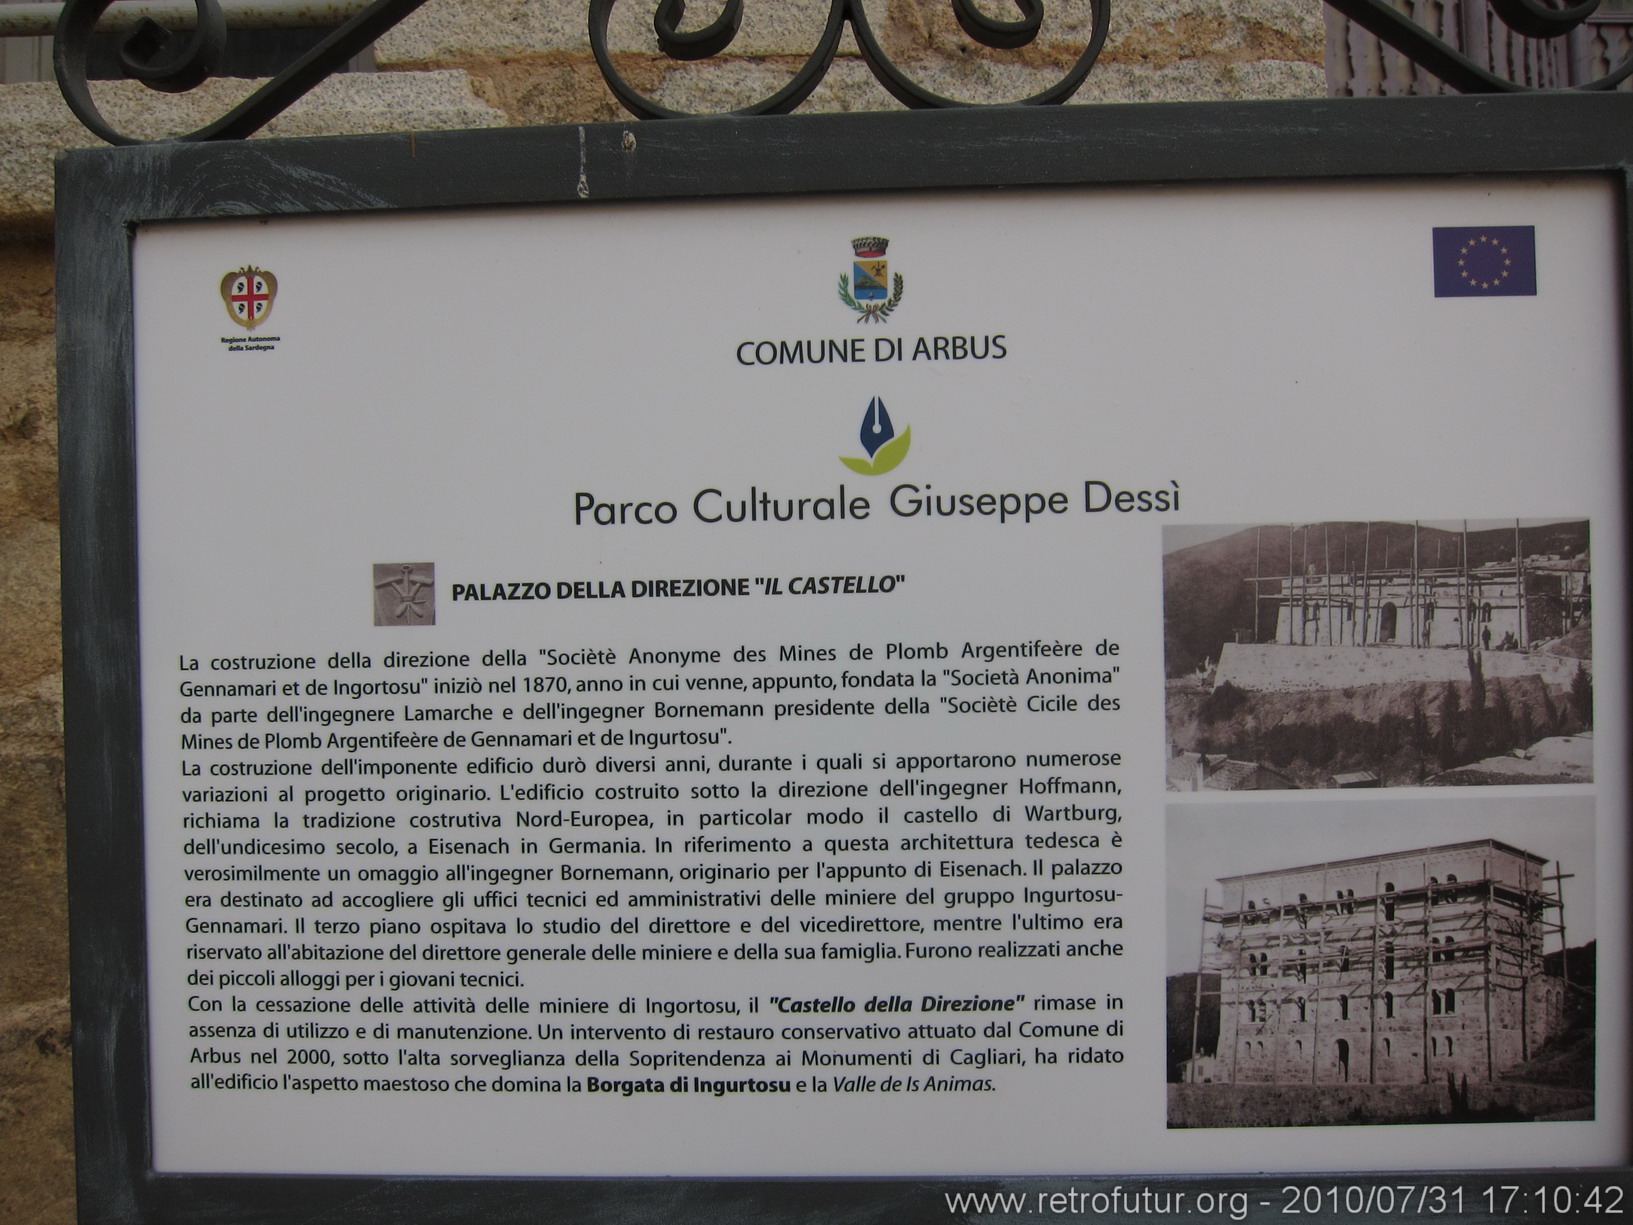 Regione Autonoma
della Sardegna
COMUNE DI ARBUS
Parco Culturale Giuseppe Dessì
PALAZZO DELLA DIREZIONE "IL CASTELLO"
La costruzione della direzione della "Sociètè Anonyme des Mines de Plomb Argentifeère de
Gennamari et de Ingortosu" iniziò nel 1870, anno in cui venne, appunto, fondata la "Società Anonima"
da parte dell'ingegnere Lamarche e dell'ingegner Bornemann presidente della "Sociètè Cicile des
Mines de Plomb Argentifeère de Gennamari et de Ingurtosu".
La costruzione dell'imponente edificio durò diversi anni, durante i quali si apportarono numerose
variazioni al progetto originario. L'edificio costruito sotto la direzione dell'ingegner Hoffmann,
richiama la tradizione costrutiva Nord-Europea, in particolar modo il castello di Wartburg,
dell'undicesimo secolo, a Eisenach in Germania. In riferimento a questa architettura tedesca è
verosimilmente un omaggio all'ingegner Bornemann, originario per l'appunto di Eisenach. Il palazzo
era destinato ad accogliere gli uffici tecnici ed amministrativi delle miniere del gruppo Ingurtosu-
Gennamari. Il terzo piano ospitava lo studio del direttore e del vicedirettore, mentre l'ultimo era
riservato all'abitazione del direttore generale delle miniere e della sua famiglia. Furono realizzati anche
dei piccoli alloggi per i giovani tecnici.
Con la cessazione delle attività delle miniere di Ingortosu, il "Castello della Direzione" rimase in
assenza di utilizzo e di manutenzione. Un intervento di restauro conservativo attuato dal Comune di
Arbus nel 2000, sotto l'alta sorveglianza della Sopritendenza ai Monumenti di Cagliari, ha ridato
all'edificio l'aspetto maestoso che domina la Borgata di Ingurtosu e la Valle de Is Animas.
www.retrofutur.org - 2010/07/31 17:10:42